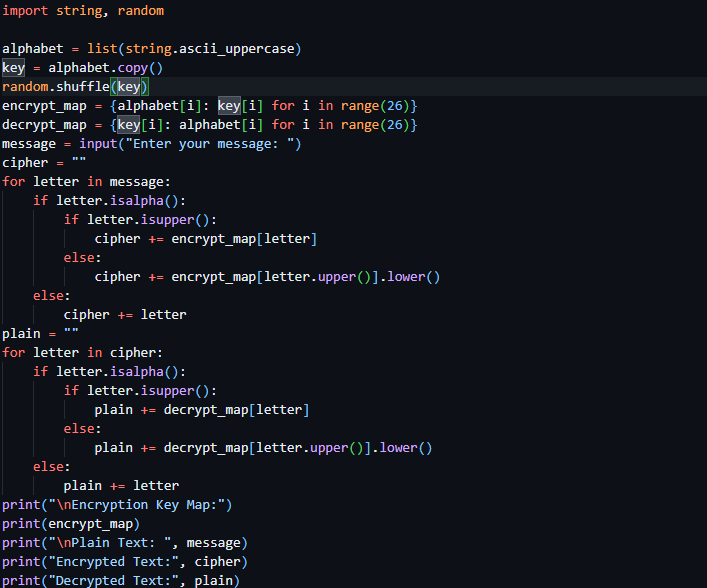 import string, random

alphabet = list(string.ascii_uppercase)
key = alphabet.copy()
random.shuffle(key)
encrypt_map = {alphabet[i]: key[i] for i in range(26)}
decrypt_map = {key[i]: alphabet[i] for i in range(26)}
message = input("Enter your message: ")
cipher = ""
for letter in message:
    if letter.isalpha():
        if letter.isupper():
            cipher += encrypt_map[letter]
        else:
            cipher += encrypt_map[letter.upper()].lower()
    else:
        cipher += letter
plain = ""
for letter in cipher:
    if letter.isalpha():
        if letter.isupper():
            plain += decrypt_map[letter]
        else:
            plain += decrypt_map[letter.upper()].lower()
    else:
        plain += letter
print("\nEncryption Key Map:")
print(encrypt_map)
print("\nPlain Text: ", message)
print("Encrypted Text:", cipher)
print("Decrypted Text:", plain)